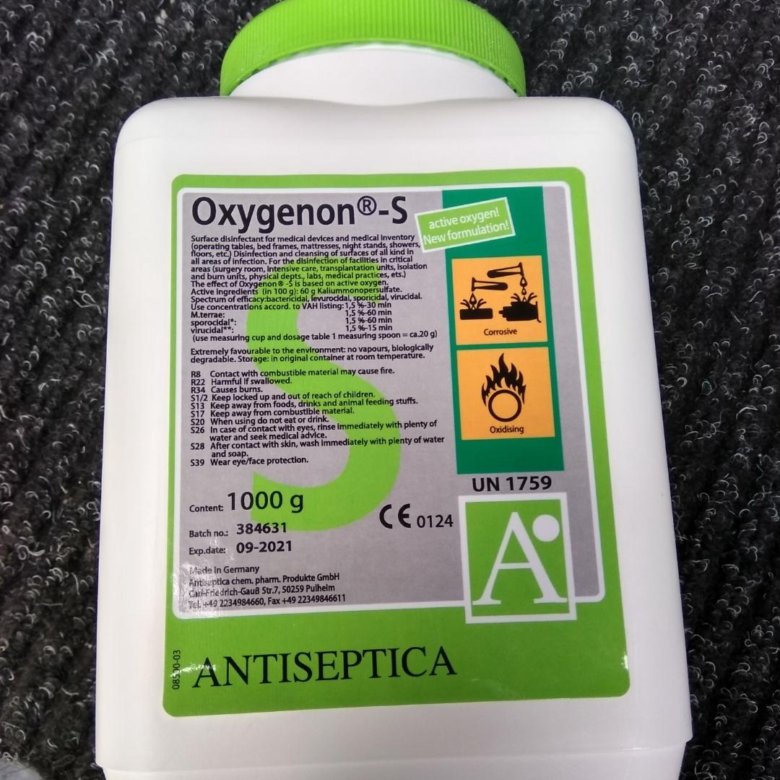 Oxygenon®-S
active oxygen!
New formulation!
Surface disinfectant for medical devices and medical inventory
(operating tables, bed frames, mattresses, night stands, showers,
floors, etc.) Disinfection and cleansing of surfaces of all kind in
all areas of infection. For the disinfection of facilities in critical
areas (surgery room, intensive care, transplantation units, isolation
and burn units, physical depts., labs, medical practices, etc.)
The effect of Oxygenon®-S is based on active oxygen.
Active ingredients (in 100 g): 60 g Kaliummonopersulfate.
Spectrum of efficacy: bactericidal, levurocidal, sporicidal, virucidal.
Use concentrations accord. to VAH listing: 1,5 %-30 min
M.terrae: 1,5 %-60 min
sporocidal*: 1,5 %-60 min
virucidal**: 1,5 %-15 min
(use measuring cup and dosage table 1 measuring spoon = ca.20 g)
Extremely favourable to the environment: no vapours, biologically
degradable. Storage: in original container at room temperature.
R8 Contact with combustible material may cause fire.
R22 Harmful if swallowed.
R34 Causes burns.
S1/2 Keep locked up and out of reach of children.
S13 Keep away from foods, drinks and animal feeding stuffs.
S17 Keep away from combustible material.
S20 When using do not eat or drink.
S26 In case of contact with eyes, rinse immediately with plenty of
water and seek medical advice.
S28 After contact with skin, wash immediately with plenty of water
and soap.
S39 Wear eye/face protection.
Corrosive
Oxidising
UN 1759
Content: 1000 g
Batch no.: 384631
Exp.date: 09-2021
CE 0124
Made in Germany
Antiseptica chem. pharm. Produkte GmbH
Carl-Friedrich-Gauß Str.7, 50259 Pulheim
Tel. +49 2234984660, Fax +49 22349846611
S
A
ANTISEPTICA